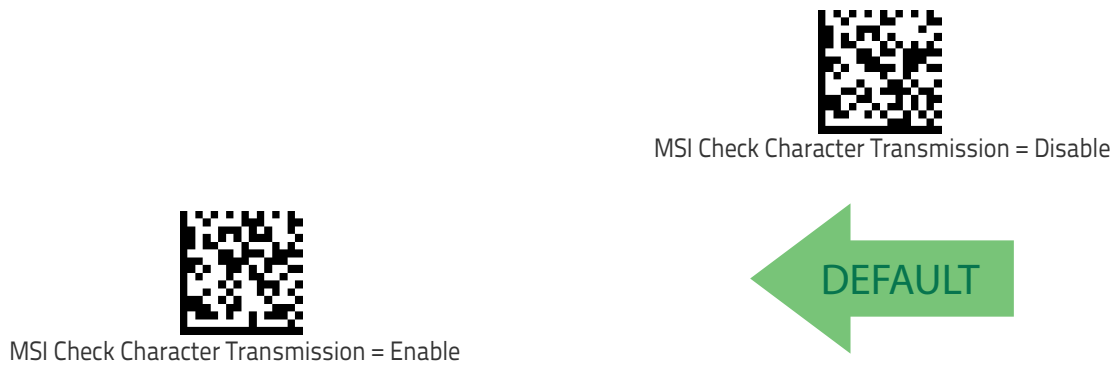 MSI Check Character Transmission = Disable
DEFAULT
MSI Check Character Transmission = Enable